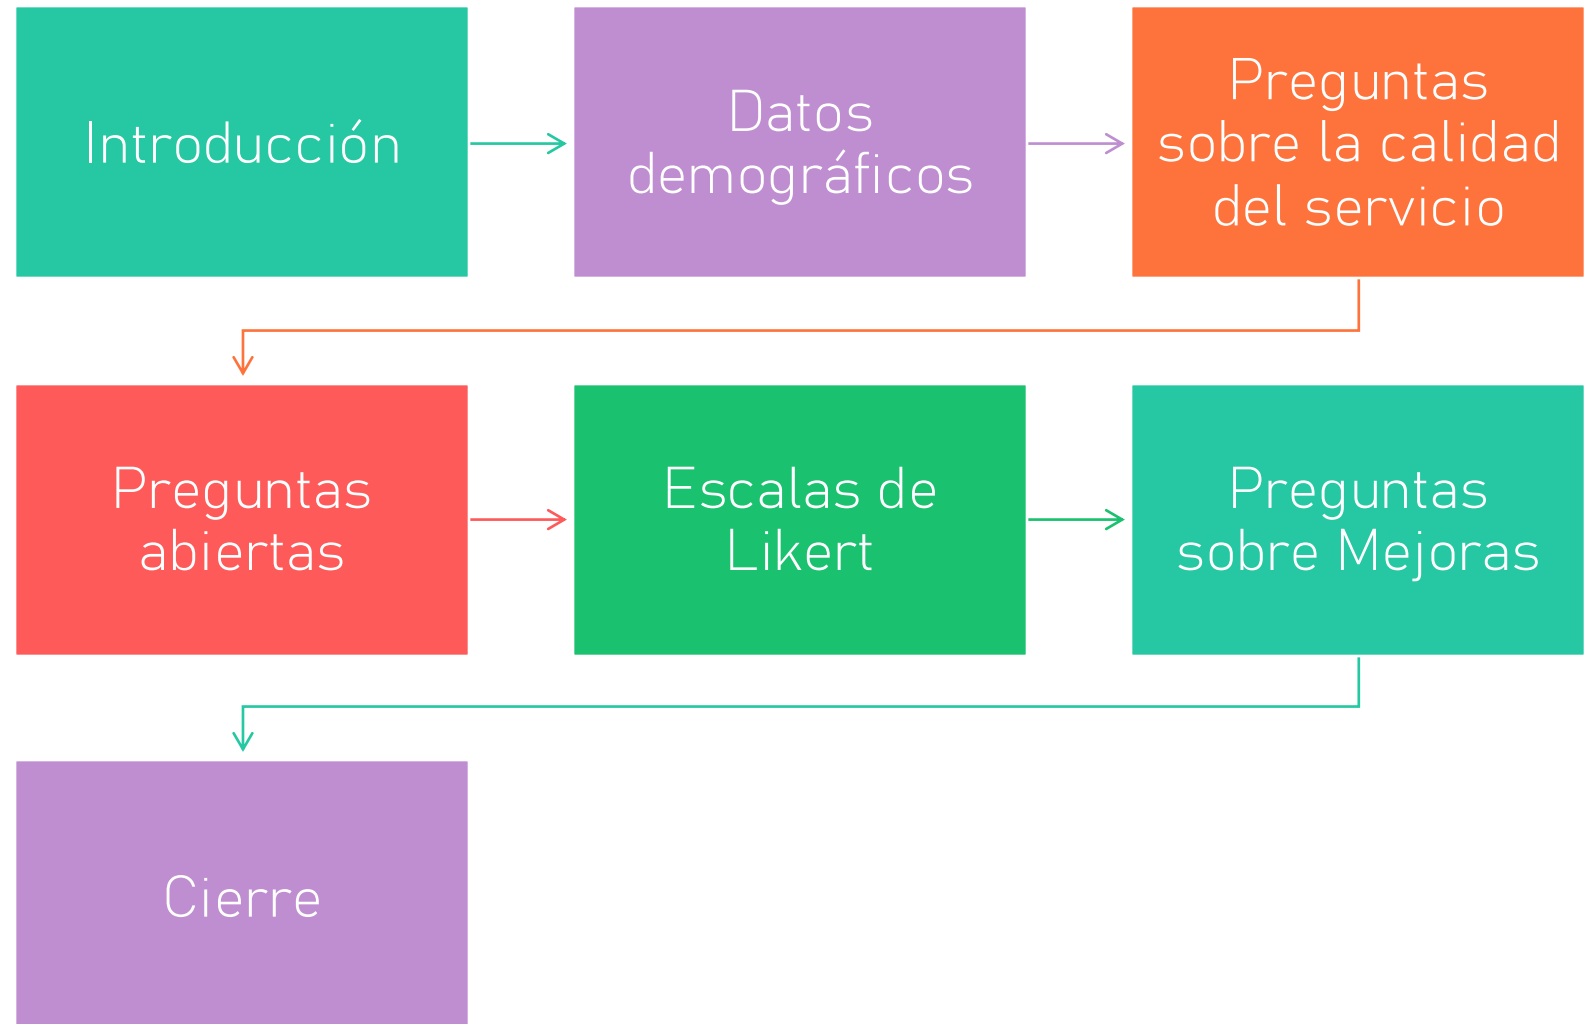 Introducción
Datos
demográficos
Preguntas
sobre la calidad
del servicio
Preguntas
abiertas
Escalas de
Likert
Preguntas
sobre Mejoras
Cierre